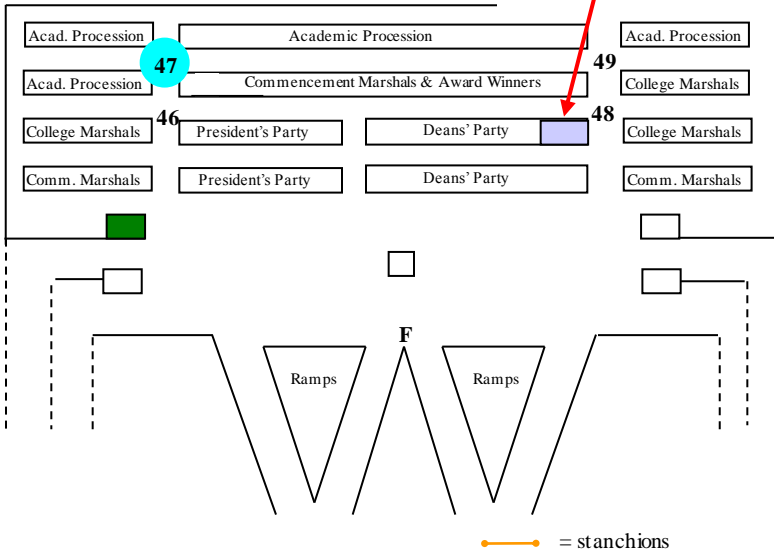 Acad. Procession Academic Procession Acad. Procession
47 49
Acad. Procession Commencement Marshals & Award Winners College Marshals
46 48
College Marshals President's Party Deans' Party College Marshals
Comm. Marshals President's Party Deans' Party Comm. Marshals
F
Ramps Ramps
= stanchions